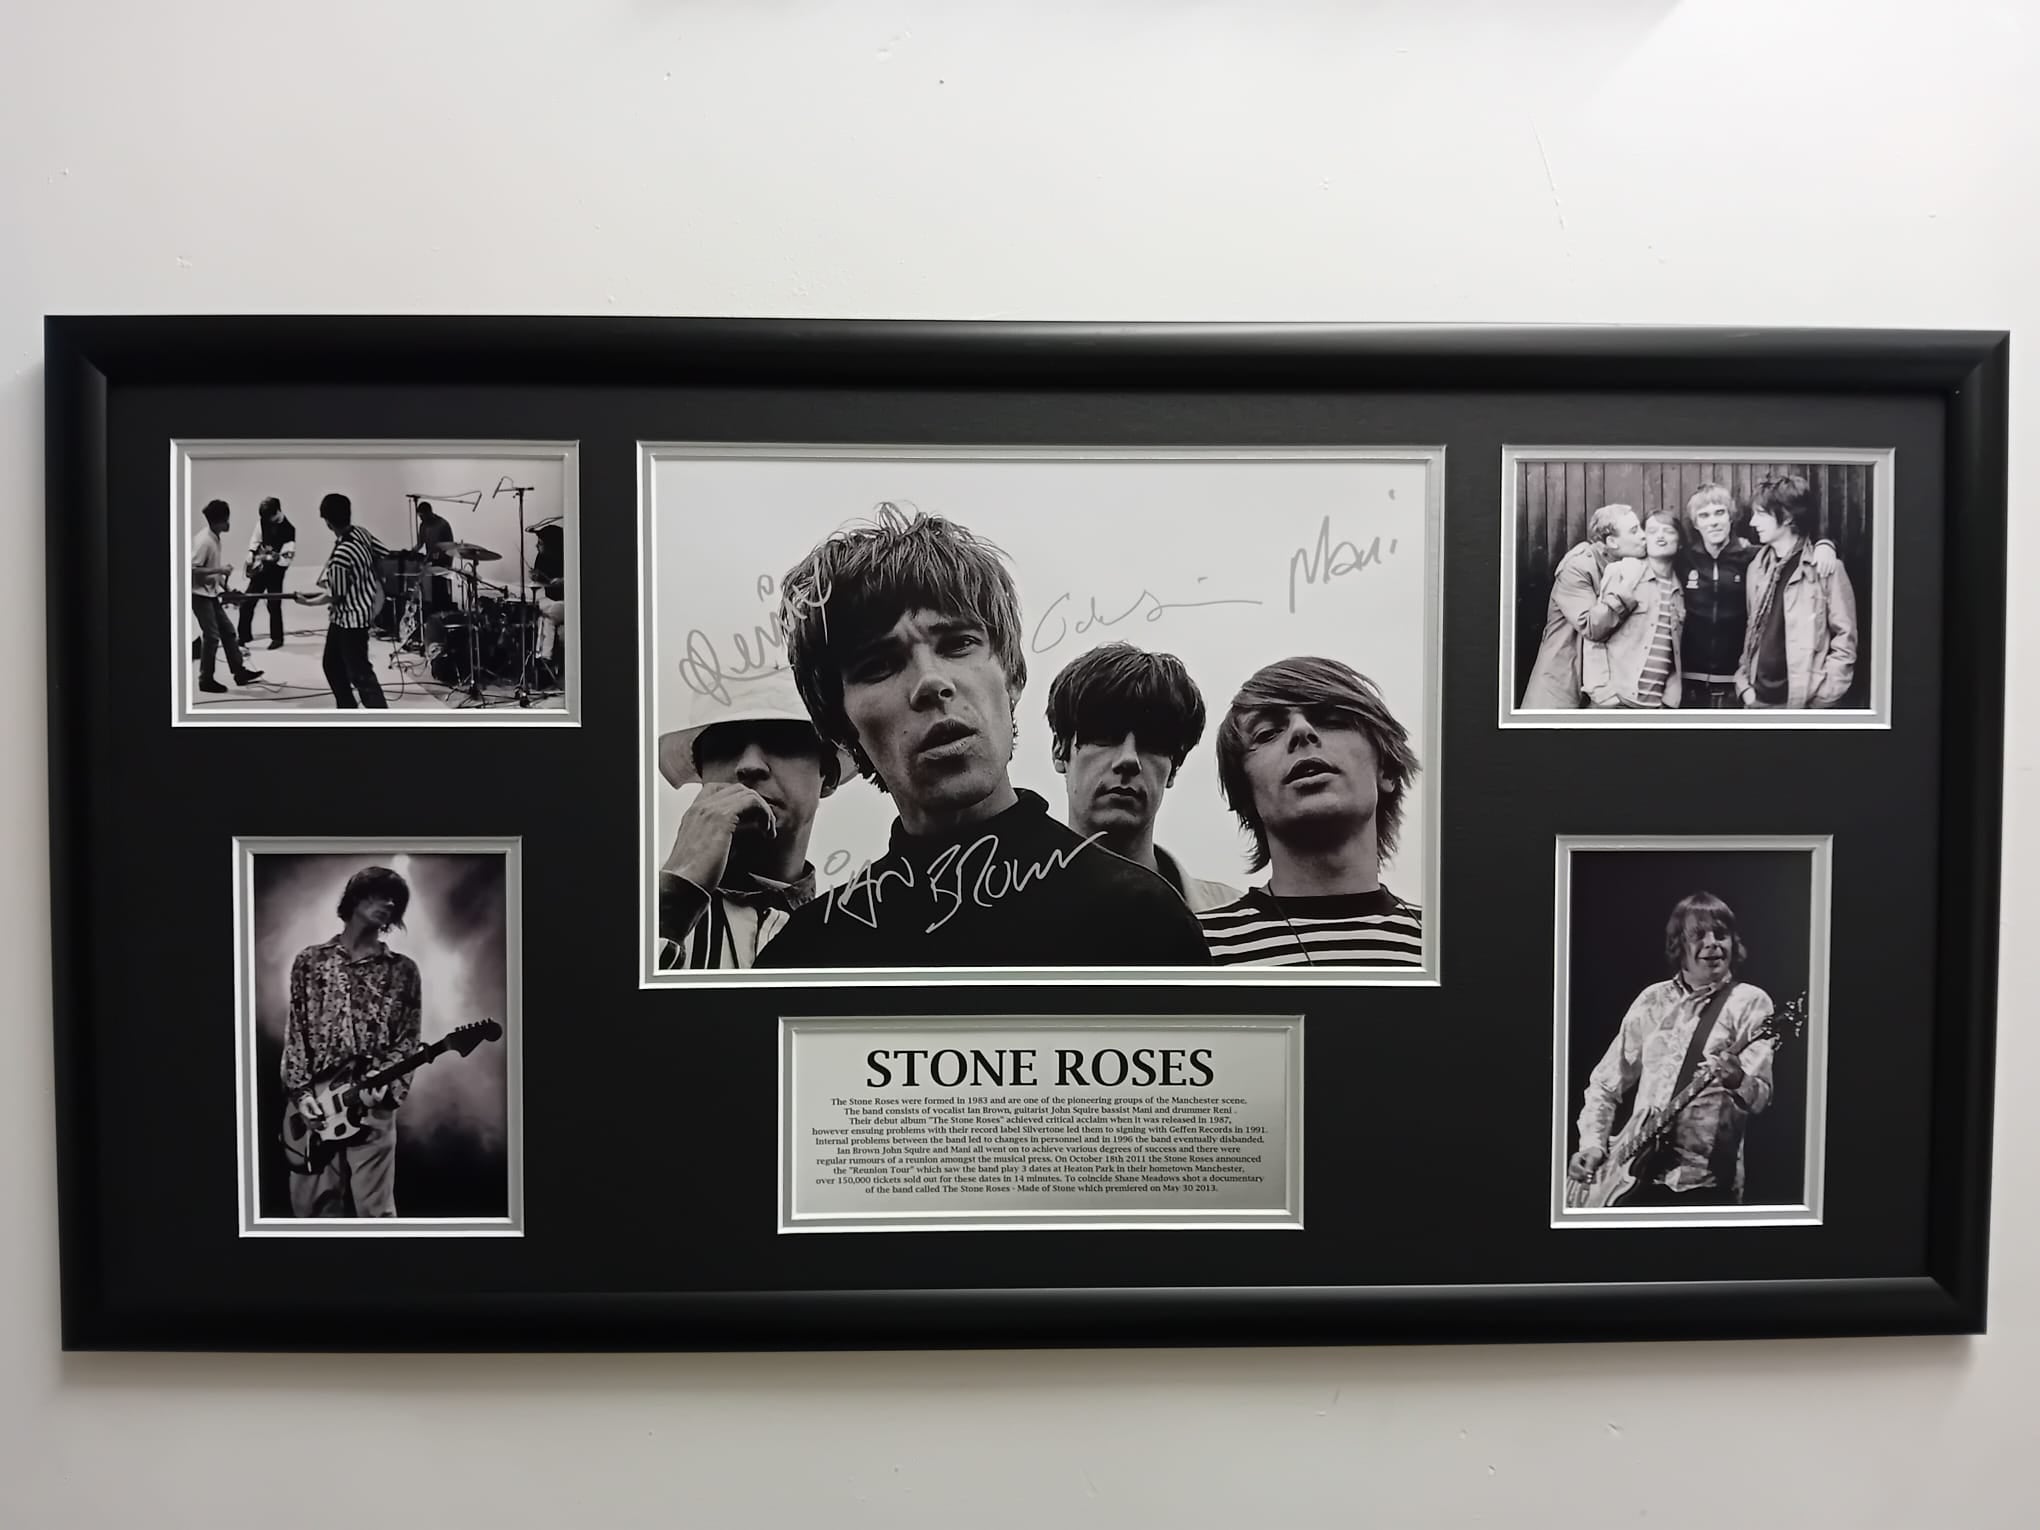 Reni
John Squire
Mani
Ian Brown
STONE ROSES
The Stone Roses were formed in 1983 and are one of the pioneering groups of the Manchester scene.
The band consists of vocalist Ian Brown, guitarist John Squire bassist Mani and drummer Reni .
Their debut album "The Stone Roses" achieved critical acclaim when it was released in 1987,
however ensuing problems with their record label Silvertone led them to signing with Geffen Records in 1991.
Internal problems between the band led to changes in personnel and in 1996 the band eventually disbanded.
Ian Brown John Squire and Mani all went on to achieve various degrees of success and there were
regular rumours of a reunion amongst the musical press. On October 18th 2011 the Stone Roses announced
the "Reunion Tour" which saw the band play 3 dates at Heaton Park in their hometown Manchester,
over 150,000 tickets sold out for these dates in 14 minutes. To coincide Shane Meadows shot a documentary
of the band called The Stone Roses - Made of Stone which premiered on May 30 2013.